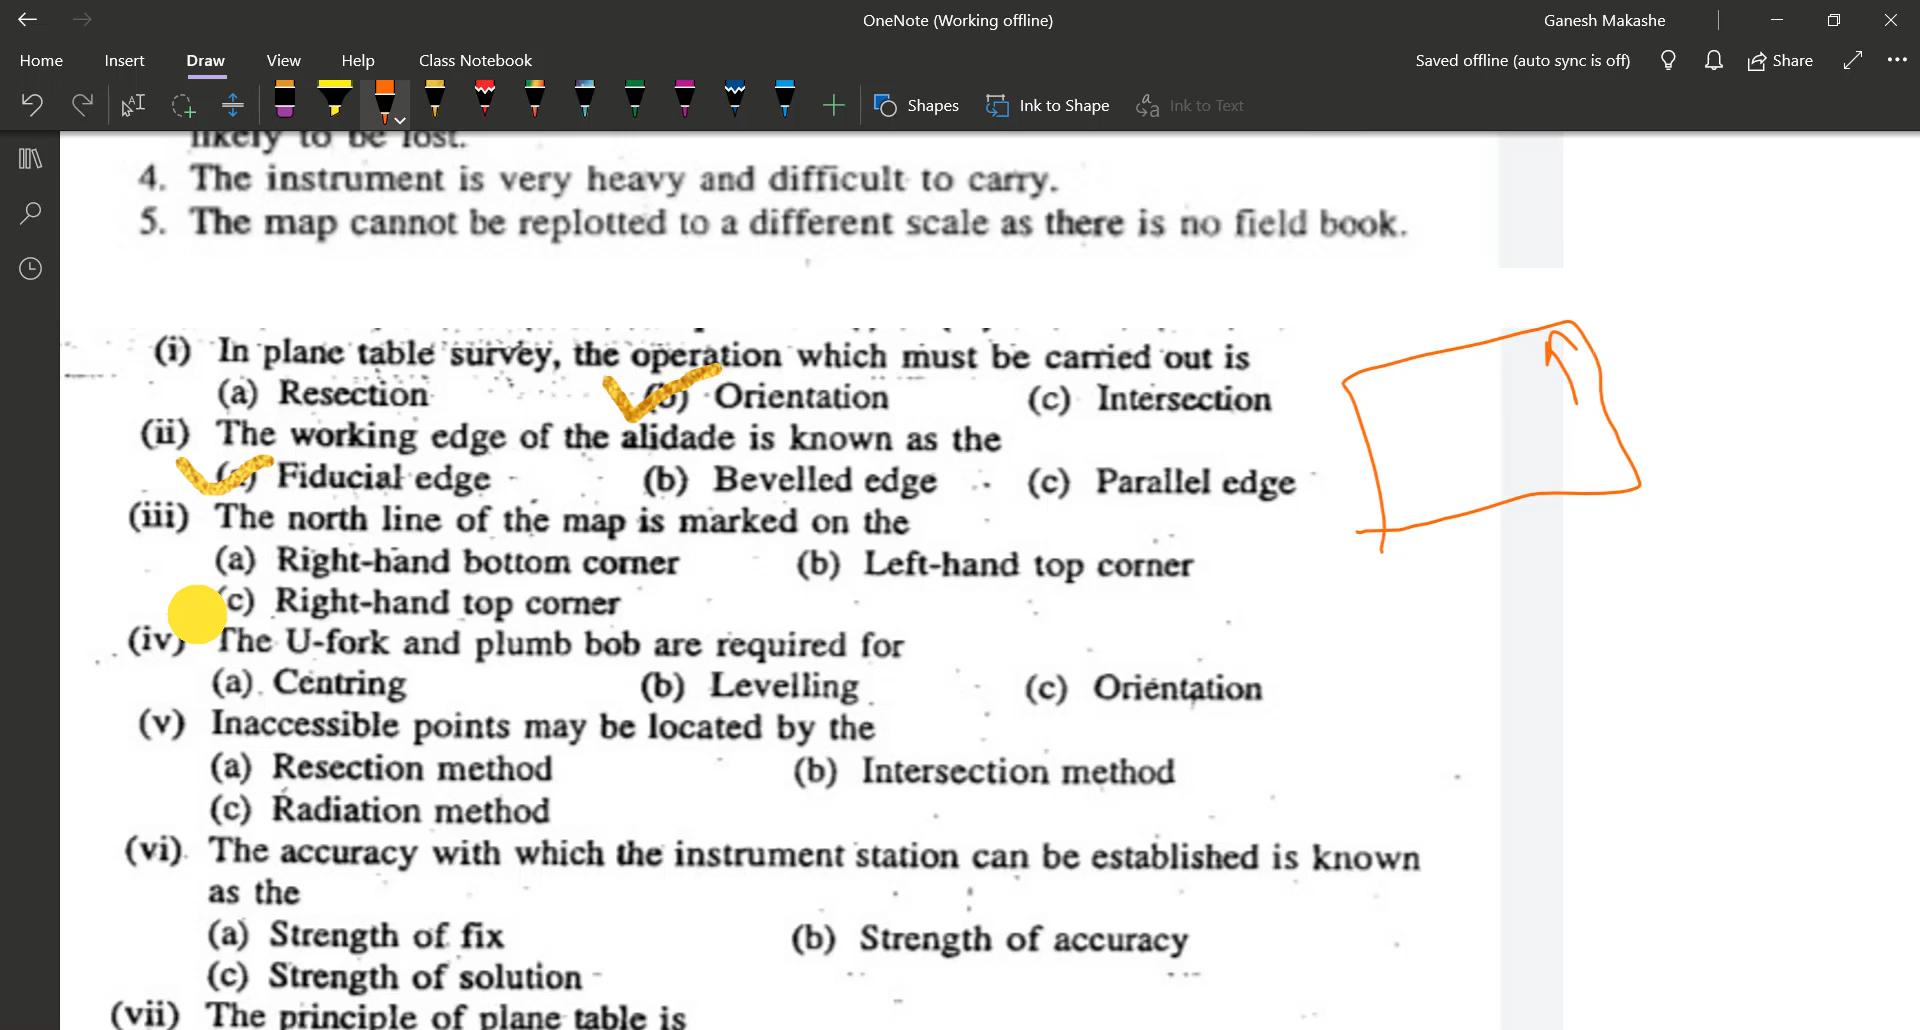 OneNote (Working offline)
Ganesh Makashe
Home Insert Draw View Help Class Notebook
Saved offline (auto sync is off) Share
Shapes Ink to Shape Ink to Text
likely to be lost.
4. The instrument is very heavy and difficult to carry.
5. The map cannot be replotted to a different scale as there is no field book.
(i) In plane table survey, the operation which must be carried out is
(a) Resection (b) Orientation (c) Intersection
(ii) The working edge of the alidade is known as the
(a) Fiducial edge (b) Bevelled edge (c) Parallel edge
(iii) The north line of the map is marked on the
(a) Right-hand bottom corner (b) Left-hand top corner
(c) Right-hand top corner
(iv) The U-fork and plumb bob are required for
(a) Centring (b) Levelling (c) Orientation
(v) Inaccessible points may be located by the
(a) Resection method (b) Intersection method
(c) Radiation method
(vi) The accuracy with which the instrument station can be established is known
as the
(a) Strength of fix (b) Strength of accuracy
(c) Strength of solution
(vii) The principle of plane table is